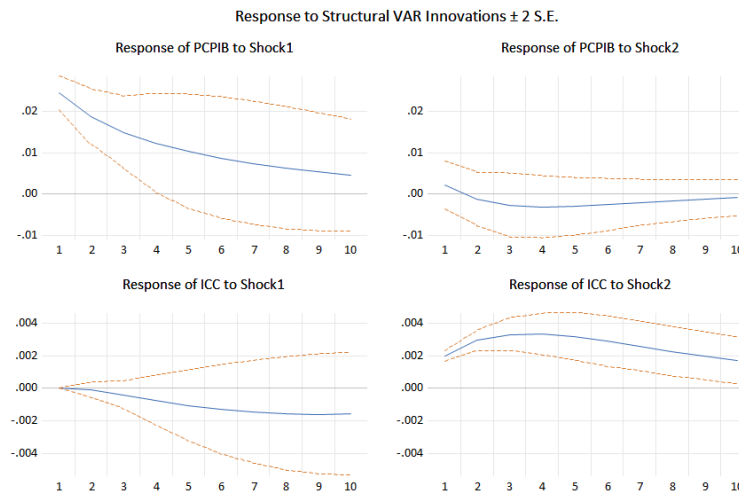 Response to Structural VAR Innovations ± 2 S.E.
Response of PCPIB to Shock1
.02
.01
.00
-.01
1 2 3 4 5 6 7 8 9 10
Response of PCPIB to Shock2
.02
.01
.00
-.01
1 2 3 4 5 6 7 8 9 10
Response of ICC to Shock1
.004
.002
.000
-.002
-.004
1 2 3 4 5 6 7 8 9 10
Response of ICC to Shock2
.004
.002
.000
-.002
-.004
1 2 3 4 5 6 7 8 9 10